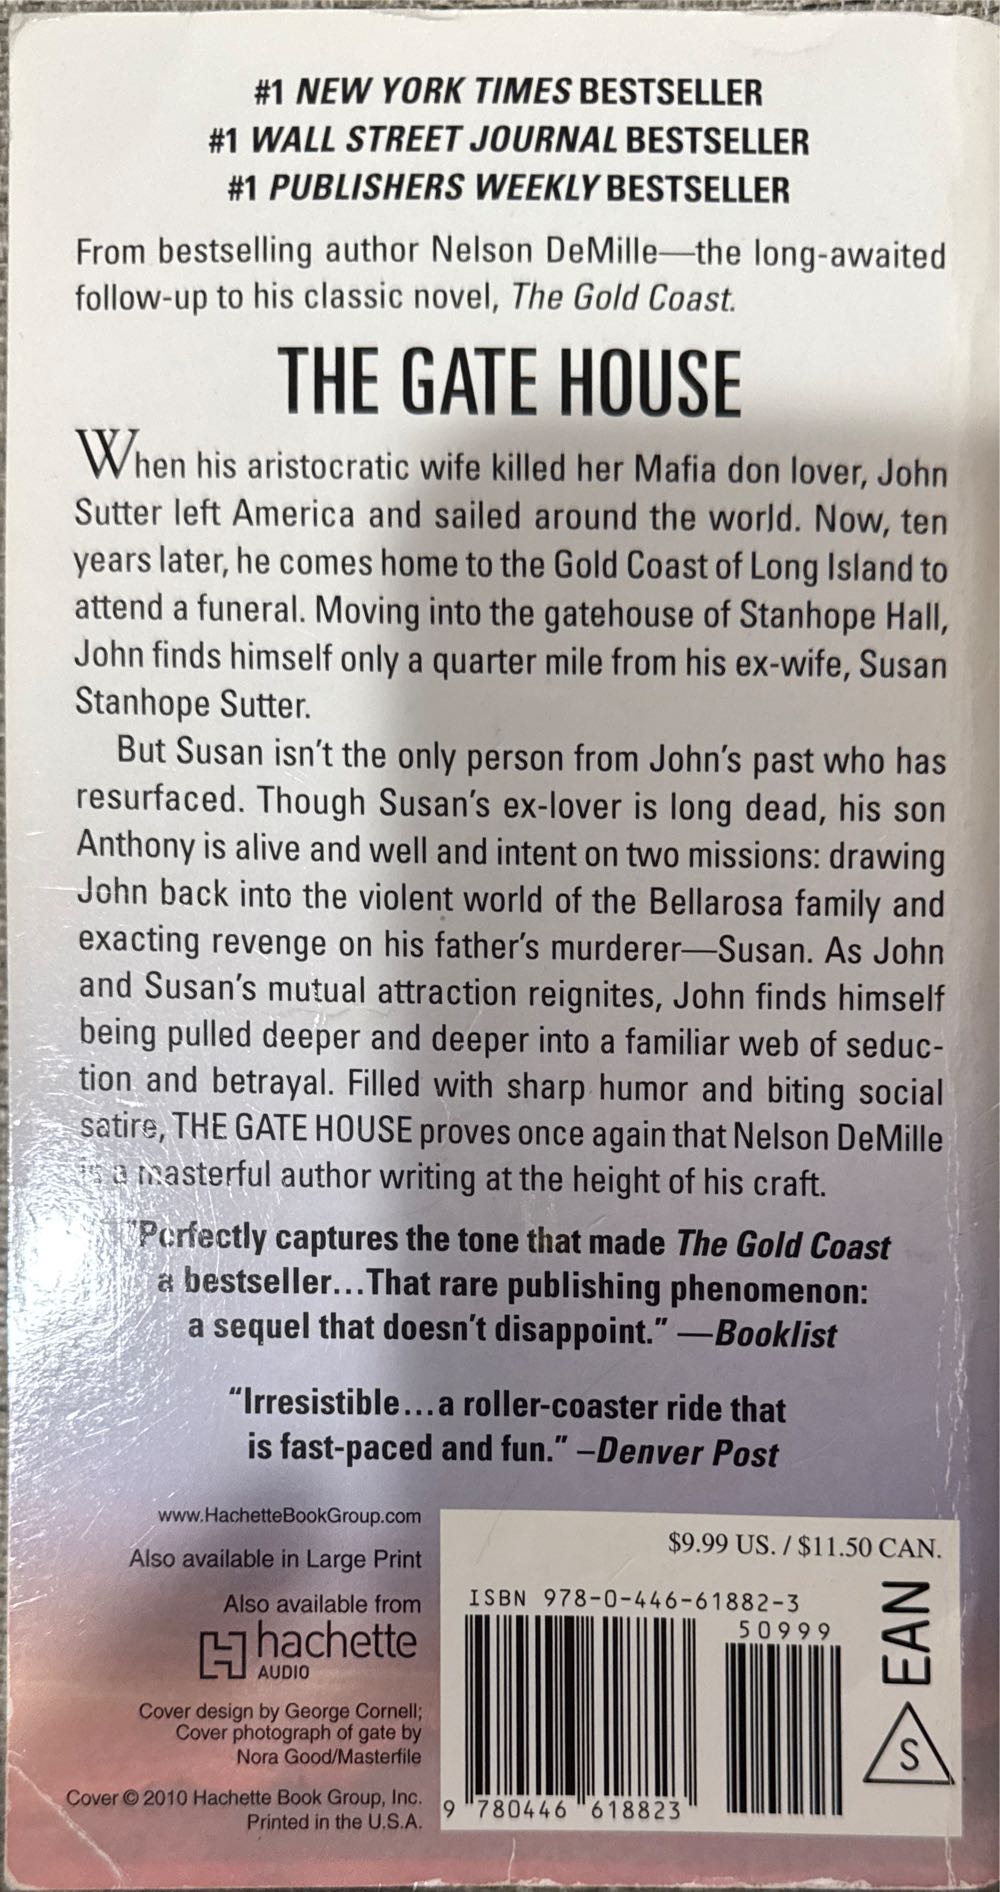 #1 NEW YORK TIMES BESTSELLER
#1 WALL STREET JOURNAL BESTSELLER
#1 PUBLISHERS WEEKLY BESTSELLER
From bestselling author Nelson DeMille—the long-awaited
follow-up to his classic novel, The Gold Coast.
THE GATE HOUSE
When his aristocratic wife killed her Mafia don lover, John
Sutter left America and sailed around the world. Now, ten
years later, he comes home to the Gold Coast of Long Island to
attend a funeral. Moving into the gatehouse of Stanhope Hall,
John finds himself only a quarter mile from his ex-wife, Susan
Stanhope Sutter.
But Susan isn't the only person from John's past who has
resurfaced. Though Susan's ex-lover is long dead, his son
Anthony is alive and well and intent on two missions: drawing
John back into the violent world of the Bellarosa family and
exacting revenge on his father's murderer—Susan. As John
and Susan's mutual attraction reignites, John finds himself
being pulled deeper and deeper into a familiar web of seduc-
tion and betrayal. Filled with sharp humor and biting social
satire, THE GATE HOUSE proves once again that Nelson DeMille
is a masterful author writing at the height of his craft.
"Perfectly captures the tone that made The Gold Coast
a bestseller...That rare publishing phenomenon:
a sequel that doesn't disappoint." —Booklist
"Irresistible...a roller-coaster ride that
is fast-paced and fun." –Denver Post
www.HachetteBookGroup.com
Also available in Large Print
Also available from
hachette
AUDIO
Cover design by George Cornell;
Cover photograph of gate by
Nora Good/Masterfile
Cover © 2010 Hachette Book Group, Inc.
Printed in the U.S.A.
$9.99 US. / $11.50 CAN.
ISBN 978-0-446-61882-3
50999
9 780446 618823
EAN
S